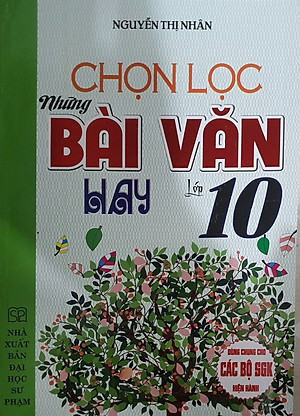 NGUYỄN THỊ NHÂN
CHỌN LỌC
Những
BÀI VĂN
HAY Lớp 10
SP
NHÀ
XUẤT
BẢN
ĐẠI
HỌC
SƯ
PHẠM
DÙNG CHUNG CHO
CÁC BỘ SGK
HIỆN HÀNH